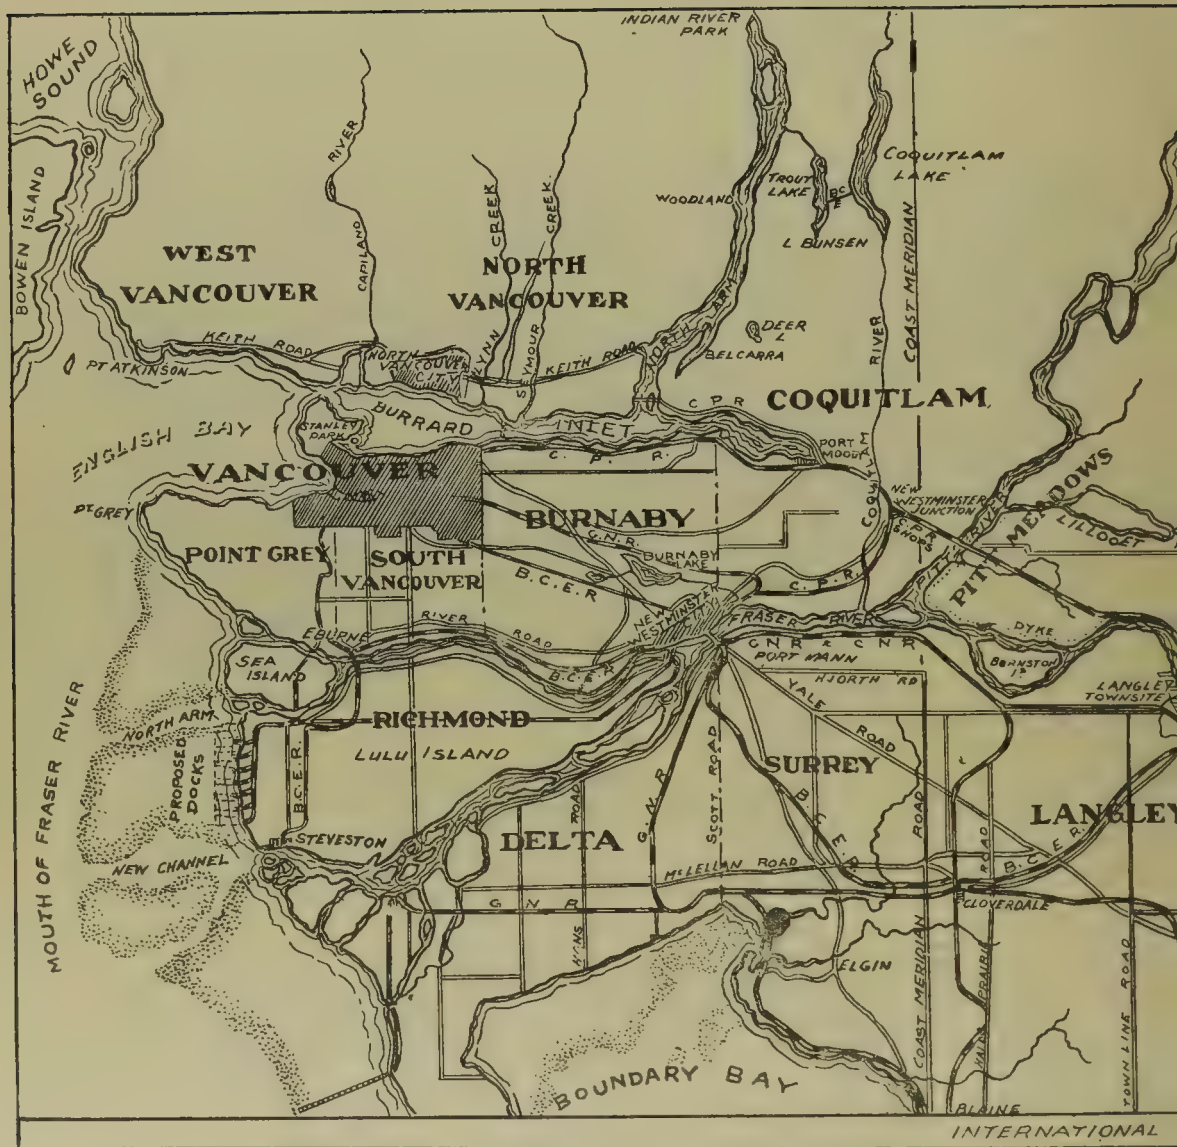 INDIAN RIVER
PARK
HOWE
SOUND
RIVER
COQUITLAM
LAKE
TROUT
LAKE
BOWEN ISLAND
CREEK
CREEK
WOODLAND
L BUNSEN
COAST MERIDIAN
WEST
VANCOUVER
CAPILANO
NORTH
VANCOUVER
NORTH ARM
DEER
L
RIVER
KEITH ROAD
NORTH
VANCOUVER
CITY
LYNN
SEYMOUR
KEITH ROAD
BELCARRA
PT ATKINSON
C. P. R
COQUITLAM
BURRARD INLET
STANLEY
PARK
ENGLISH BAY
PORT
MOODY
VANCOUVER
C. P. R.
COQUITLAM
NEW
WESTMINSTER
JUNCTION
PT GREY
BURNABY
C.P.R
SHOPS
PITT RIVER
PITT MEADOWS
LILLOOET
POINT GREY
SOUTH
VANCOUVER
G.N.R.
BURNABY
LAKE
B.C.E.R
C. P. R.
NEW
WESTMINSTER
CITY
FRASER RIVER
DYKE
EBURNE
RIVER ROAD
G N R & C N R
PORT MANN
BARNSTON
IS
SEA
ISLAND
B.C.E.R
HJORTH RD
LANGLEY
TOWNSITE
NORTH ARM
RICHMOND
YALE ROAD
LULU ISLAND
PROPOSED
DOCKS
B.C.E.R.
SCOTT ROAD
SURREY
G N R
B.C.E.R.
ROAD
ROAD
ROAD
LANGLEY
B.C.E.R
STEVESTON
DELTA
MOUTH OF FRASER RIVER
NEW CHANNEL
McLELLAN ROAD
G N R
CLOVERDALE
ELGIN
COAST MERIDIAN
PRAIRIE
TOWN LINE ROAD
BOUNDARY BAY
BLAINE
INTERNATIONAL